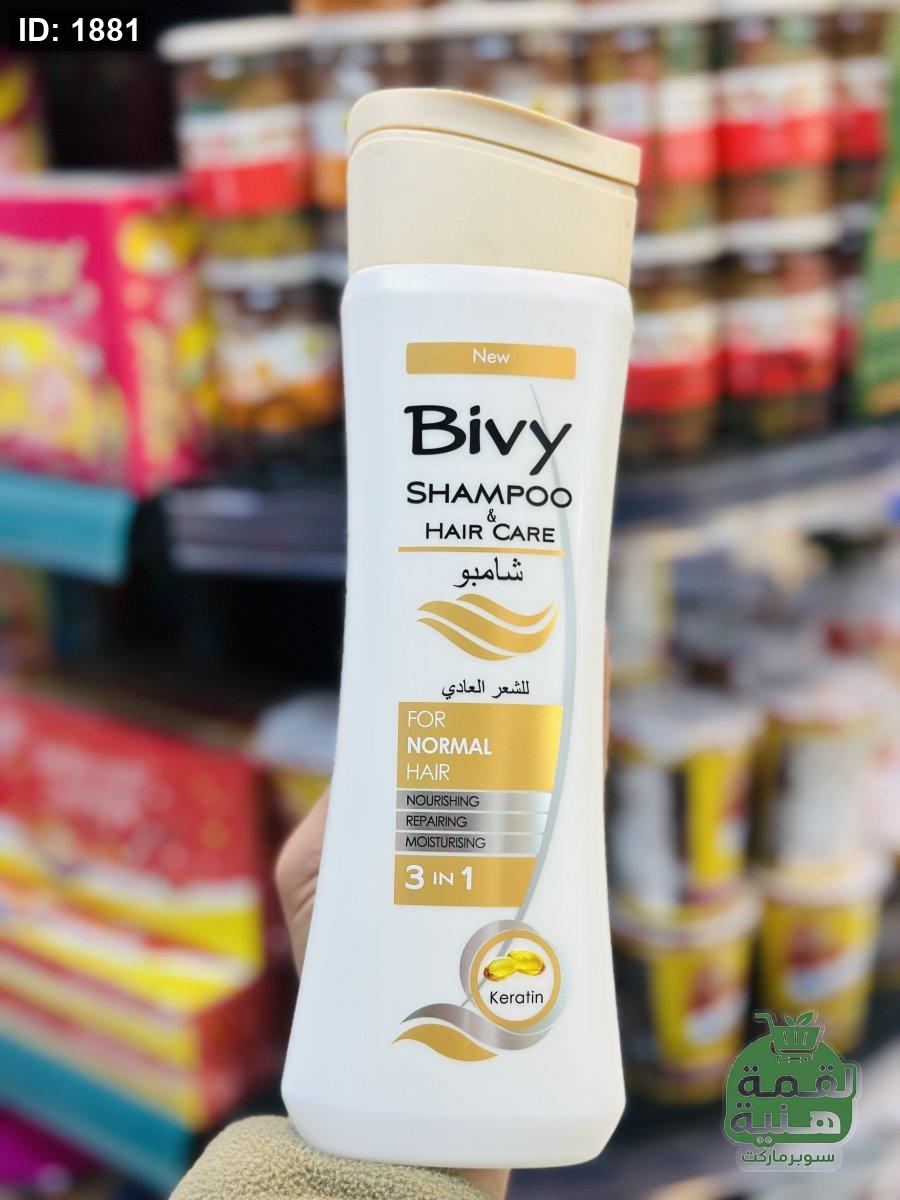 ID: 1881
New
Bivy
SHAMPOO
&
HAIR CARE
شامبو
للشعر العادي
FOR
NORMAL
HAIR
NOURISHING
REPAIRING
MOISTURISING
3 IN 1
Keratin
لقمة
هنية
سوبرماركت